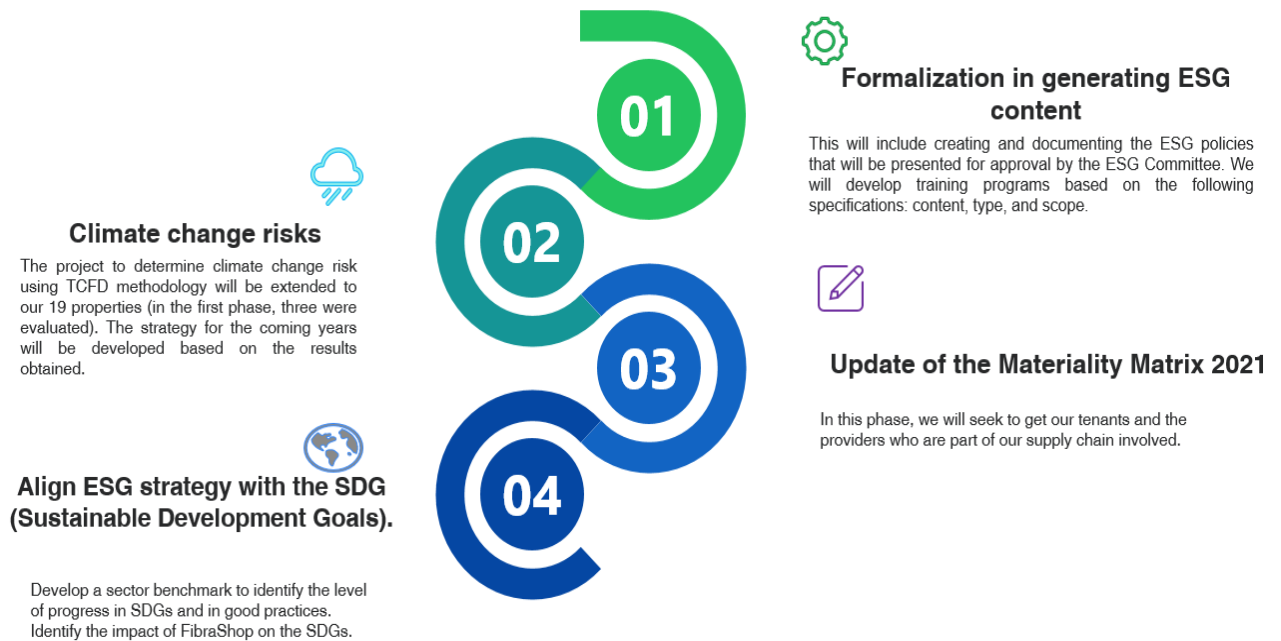 01
Formalization in generating ESG
content
This will include creating and documenting the ESG policies
that will be presented for approval by the ESG Committee. We
will develop training programs based on the following
specifications: content, type, and scope.
02
Climate change risks
The project to determine climate change risk
using TCFD methodology will be extended to
our 19 properties (in the first phase, three were
evaluated). The strategy for the coming years
will be developed based on the results
obtained.
03
Update of the Materiality Matrix 2021
In this phase, we will seek to get our tenants and the
providers who are part of our supply chain involved.
04
Align ESG strategy with the SDG
(Sustainable Development Goals).
Develop a sector benchmark to identify the level
of progress in SDGs and in good practices.
Identify the impact of FibraShop on the SDGs.